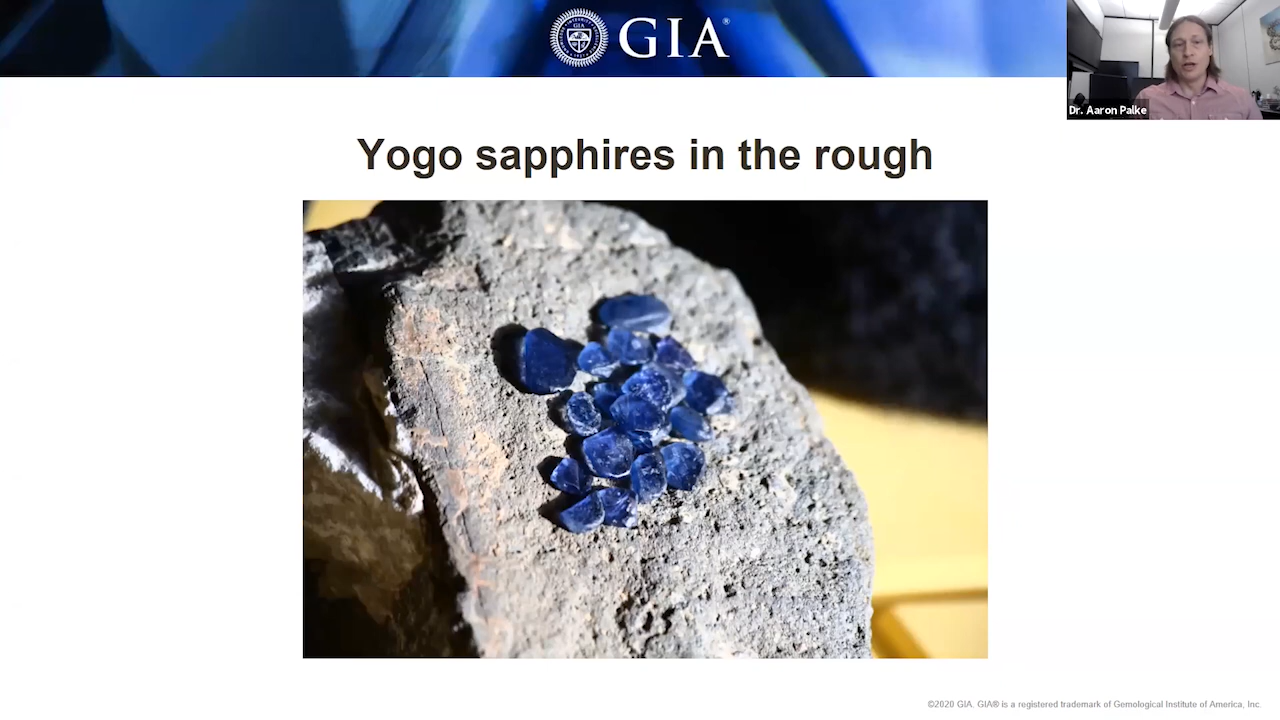 GIA®
Dr. Aaron Palke
Yogo sapphires in the rough
©2020 GIA. GIA® is a registered trademark of Gemological Institute of America, Inc.